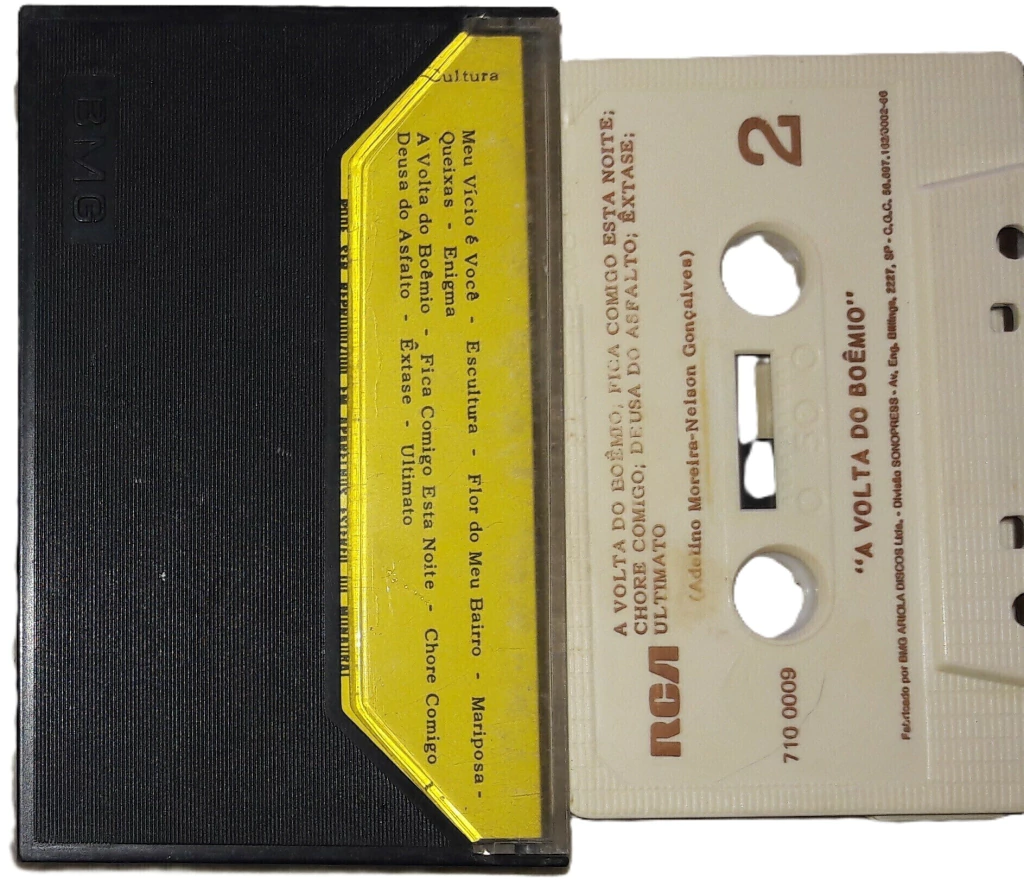 BMG
Cultura
Meu Vício é Você - Escultura - Flor do Meu Bairro - Mariposa -
Queixas - Enigma
A Volta do Boêmio - Fica Comigo Esta Noite - Chore Comigo
Deusa do Asfalto - Êxtase - Ultimato
A VOLTA DO BOÊMIO; FICA COMIGO ESTA NOITE;
CHORE COMIGO; DEUSA DO ASFALTO; ÊXTASE;
ULTIMATO
(Adelino Moreira-Nelson Gonçalves)
RCA
2
710 0009
"A VOLTA DO BOÊMIO"
Fabricado por BMG ARIOLA DISCOS Ltda. - Divisão SONOPRESS - Av. Eng. Billings, 2227, SP - C.G.C. 56.697.162/0002-66